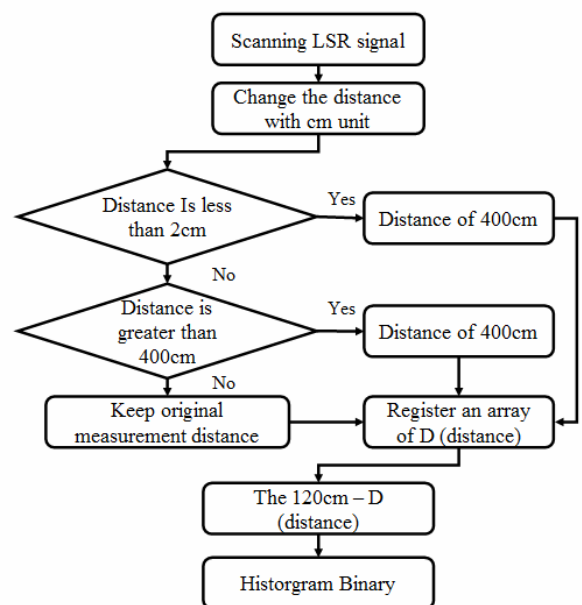 Scanning LSR signal
Change the distance
with cm unit
Distance Is less
than 2cm
Yes
Distance of 400cm
No
Distance is
greater than
400cm
Yes
Distance of 400cm
No
Keep original
measurement distance
Register an array
of D (distance)
The 120cm – D
(distance)
Historgram Binary